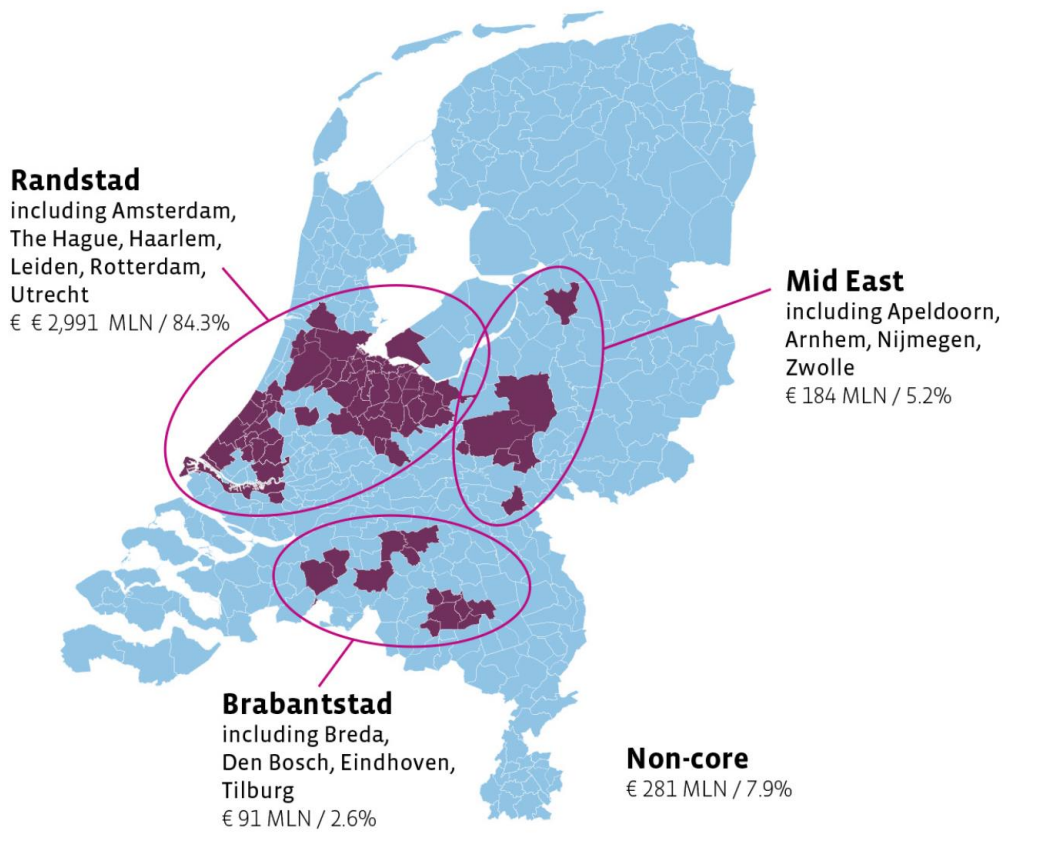 Randstad
including Amsterdam,
The Hague, Haarlem,
Leiden, Rotterdam,
Utrecht
€ € 2,991 MLN / 84.3%
Mid East
including Apeldoorn,
Arnhem, Nijmegen,
Zwolle
€ 184 MLN / 5.2%
Brabantstad
including Breda,
Den Bosch, Eindhoven,
Tilburg
€ 91 MLN / 2.6%
Non-core
€ 281 MLN / 7.9%